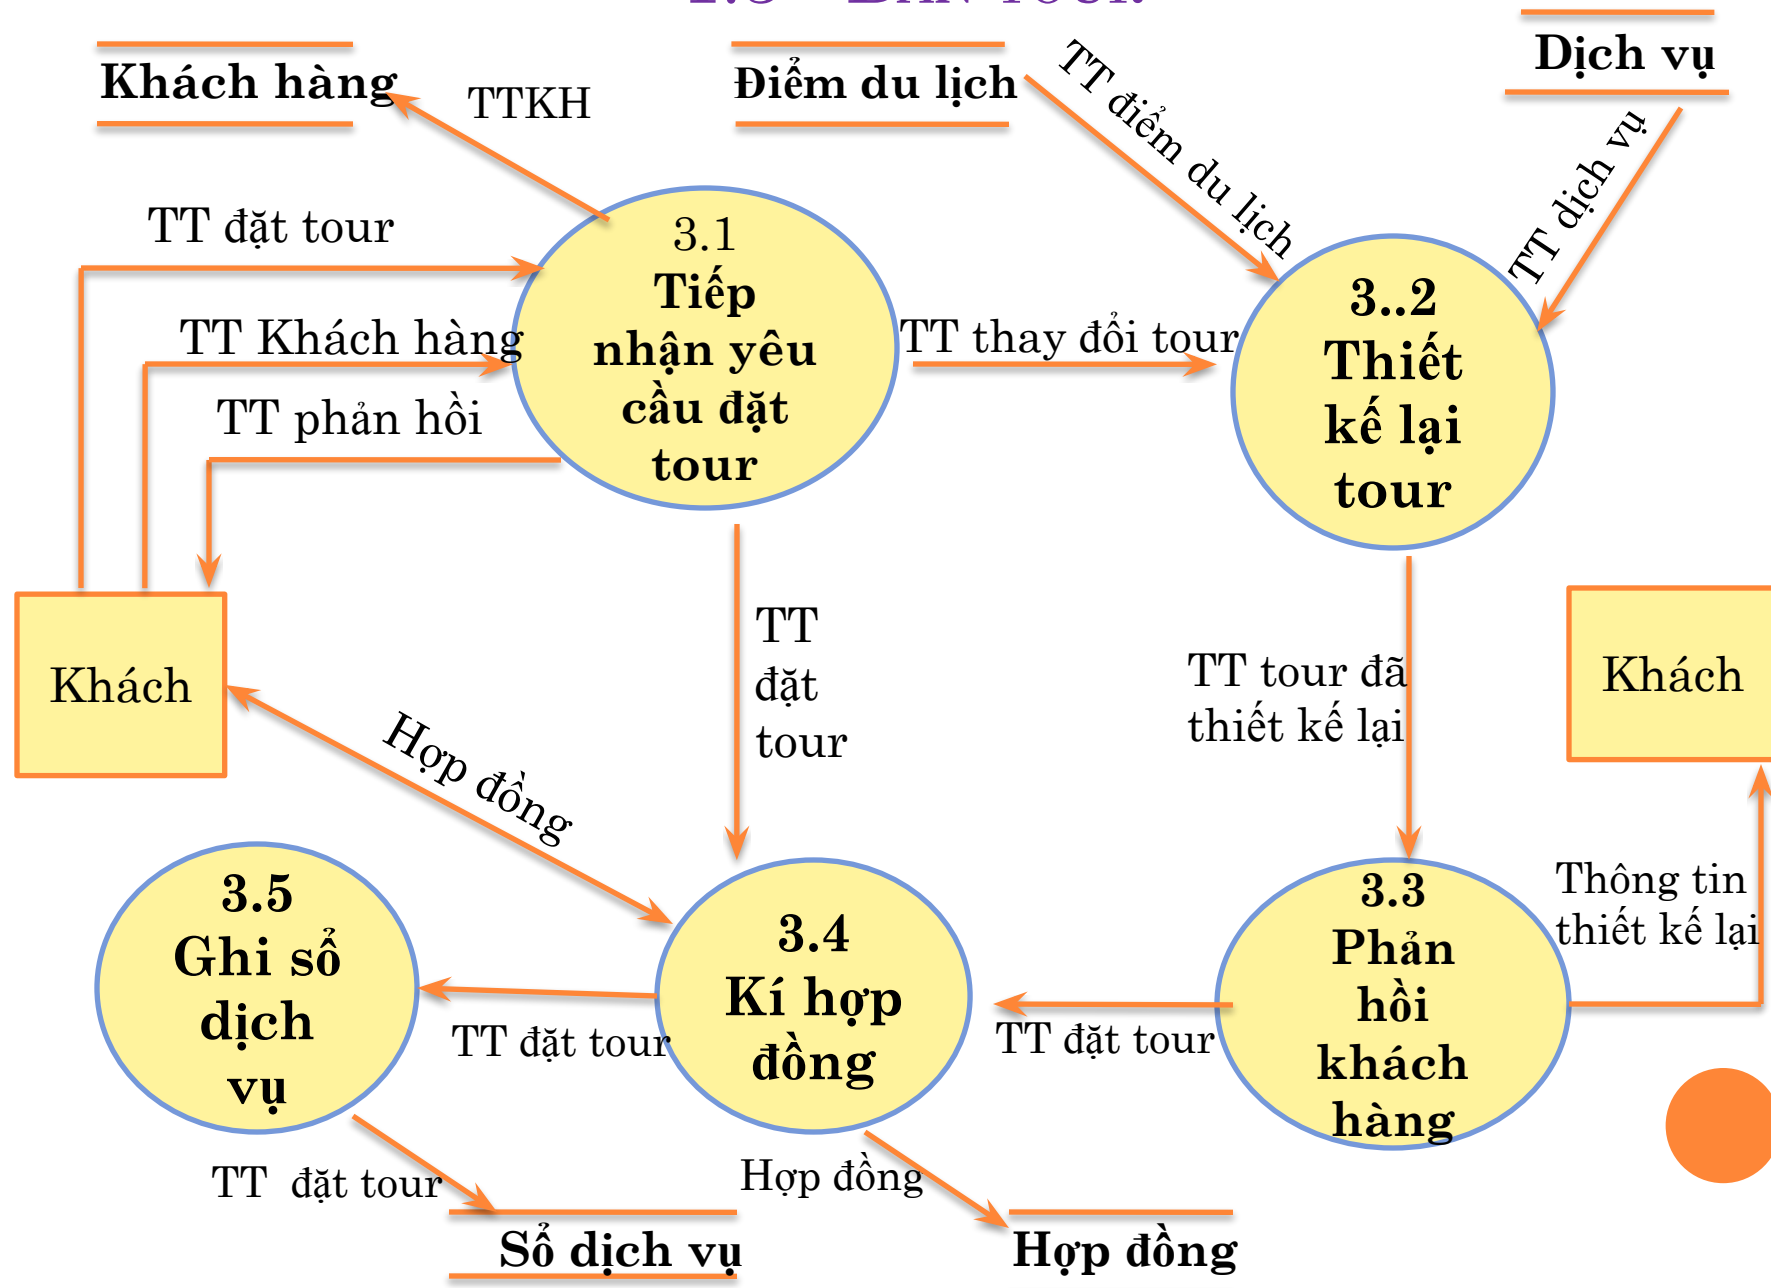 Dịch vụ
Khách hàng
TTKH
Điểm du lịch
TT điểm du lịch
TT dịch vụ
TT đặt tour
3.1
Tiếp
nhận yêu
cầu đặt
tour
3..2
Thiết
kế lại
tour
TT Khách hàng
TT thay đổi tour
TT phản hồi
Khách
TT
đặt
tour
TT tour đã
thiết kế lại
Khách
Hợp đồng
3.5
Ghi sổ
dịch
vụ
3.4
Kí hợp
đồng
3.3
Phản
hồi
khách
hàng
Thông tin
thiết kế lại
TT đặt tour
TT đặt tour
TT đặt tour
Hợp đồng
Sổ dịch vụ
Hợp đồng